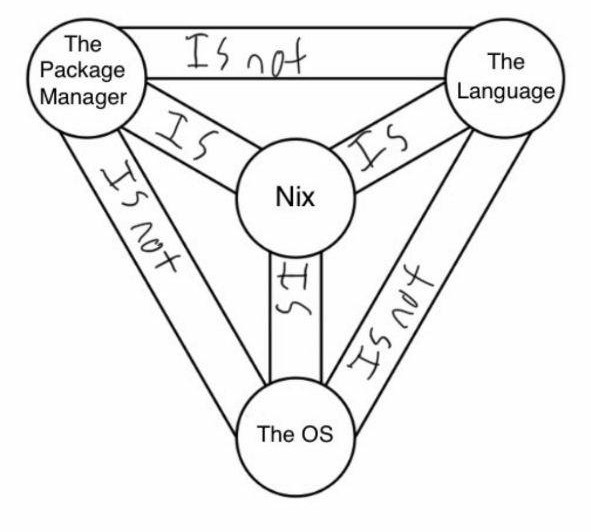 The
Package
Manager
Is not
The
Language
Is
Is
Nix
Is not
Is
Is not
The OS